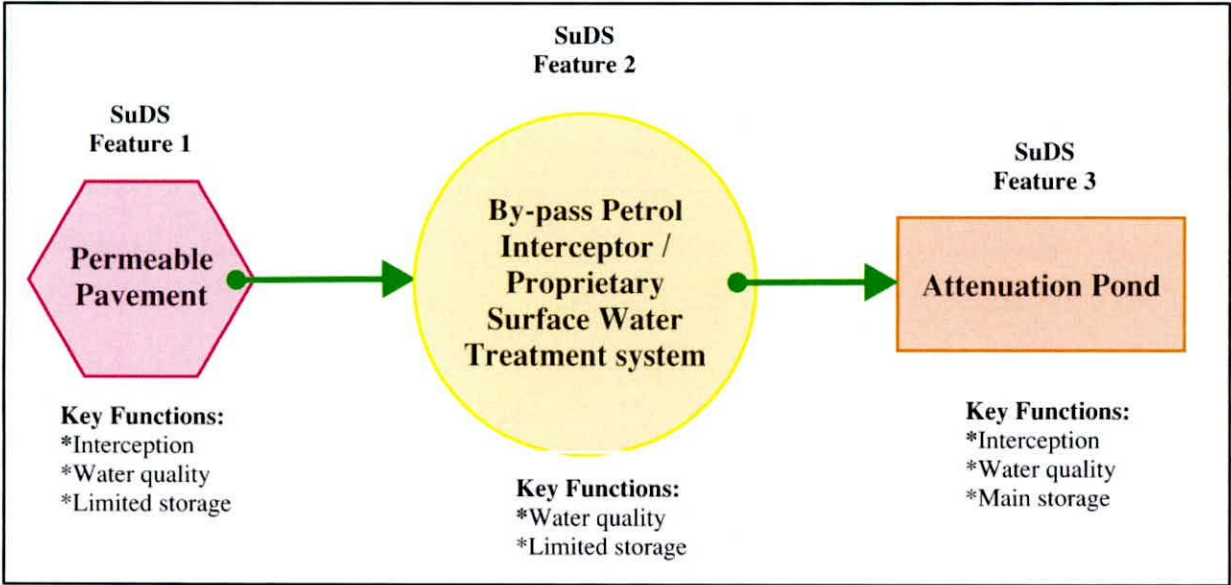 SuDS
Feature 1
Permeable
Pavement
Key Functions:
*Interception
*Water quality
*Limited storage
SuDS
Feature 2
By-pass Petrol
Interceptor /
Proprietary
Surface Water
Treatment system
Key Functions:
*Water quality
*Limited storage
SuDS
Feature 3
Attenuation Pond
Key Functions:
*Interception
*Water quality
*Main storage